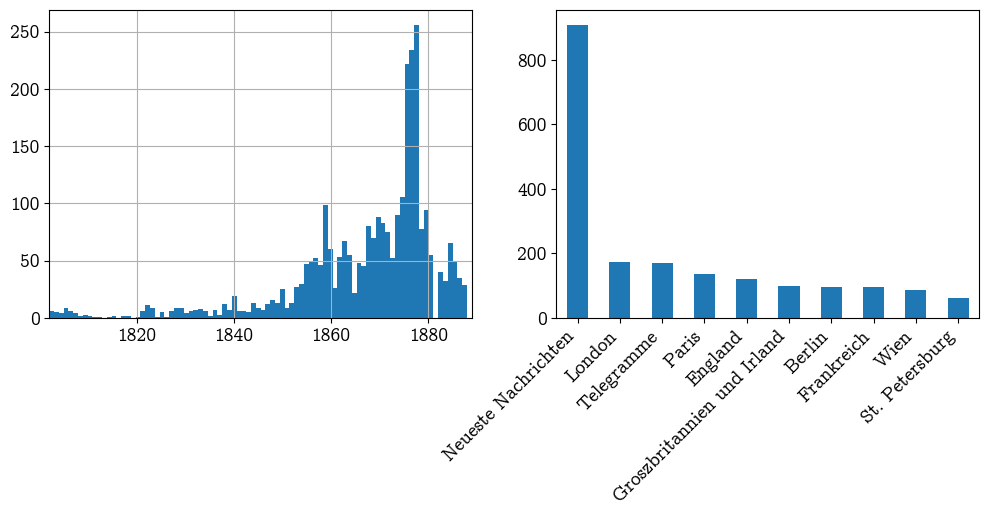 250
200
150
100
50
0
1820 1840 1860 1880
800
600
400
200
0
Neueste Nachrichten
London
Telegramme
Paris
England
Groszbritannien und Irland
Berlin
Frankreich
Wien
St. Petersburg